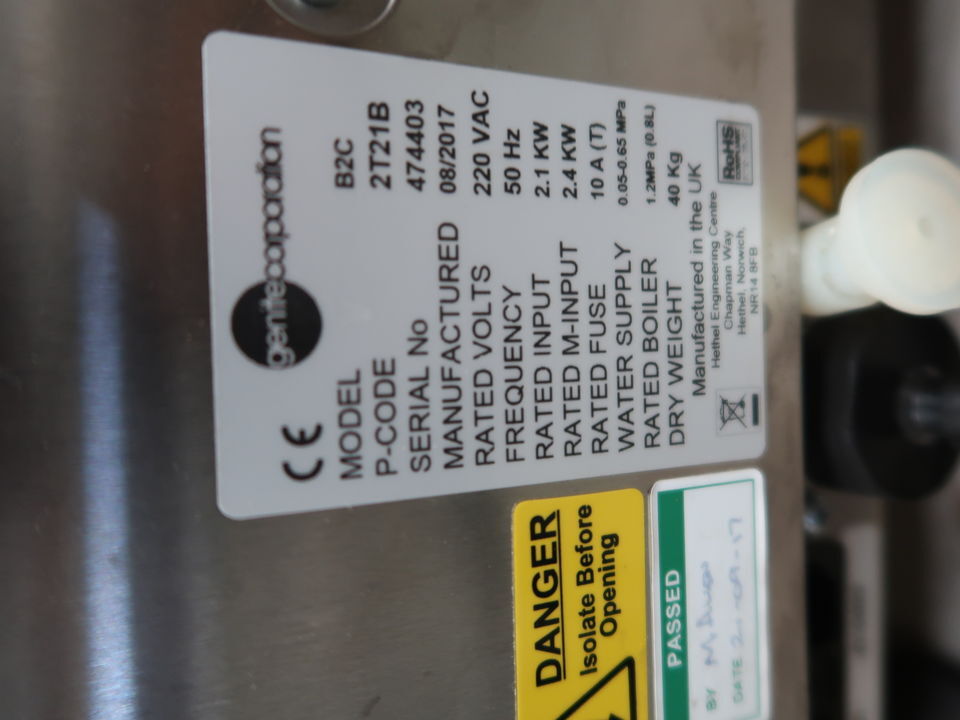 CE
igenitecooparation
MODEL B2C
P-CODE 2T21B
SERIAL No 474403
MANUFACTURED 08/2017
RATED VOLTS 220 VAC
FREQUENCY 50 Hz
RATED INPUT 2.1 KW
RATED M-INPUT 2.4 KW
RATED FUSE 10 A (T)
WATER SUPPLY 0.05-0.65 MPa
RATED BOILER 1.2MPa (0.8L)
DRY WEIGHT 40 Kg
Manufactured in the UK
Hethel Engineering Centre
Chapman Way
Hethel, Norwich,
NR14 8FB
RoHS
DANGER
Isolate Before
Opening
PASSED
BY M.
DATE